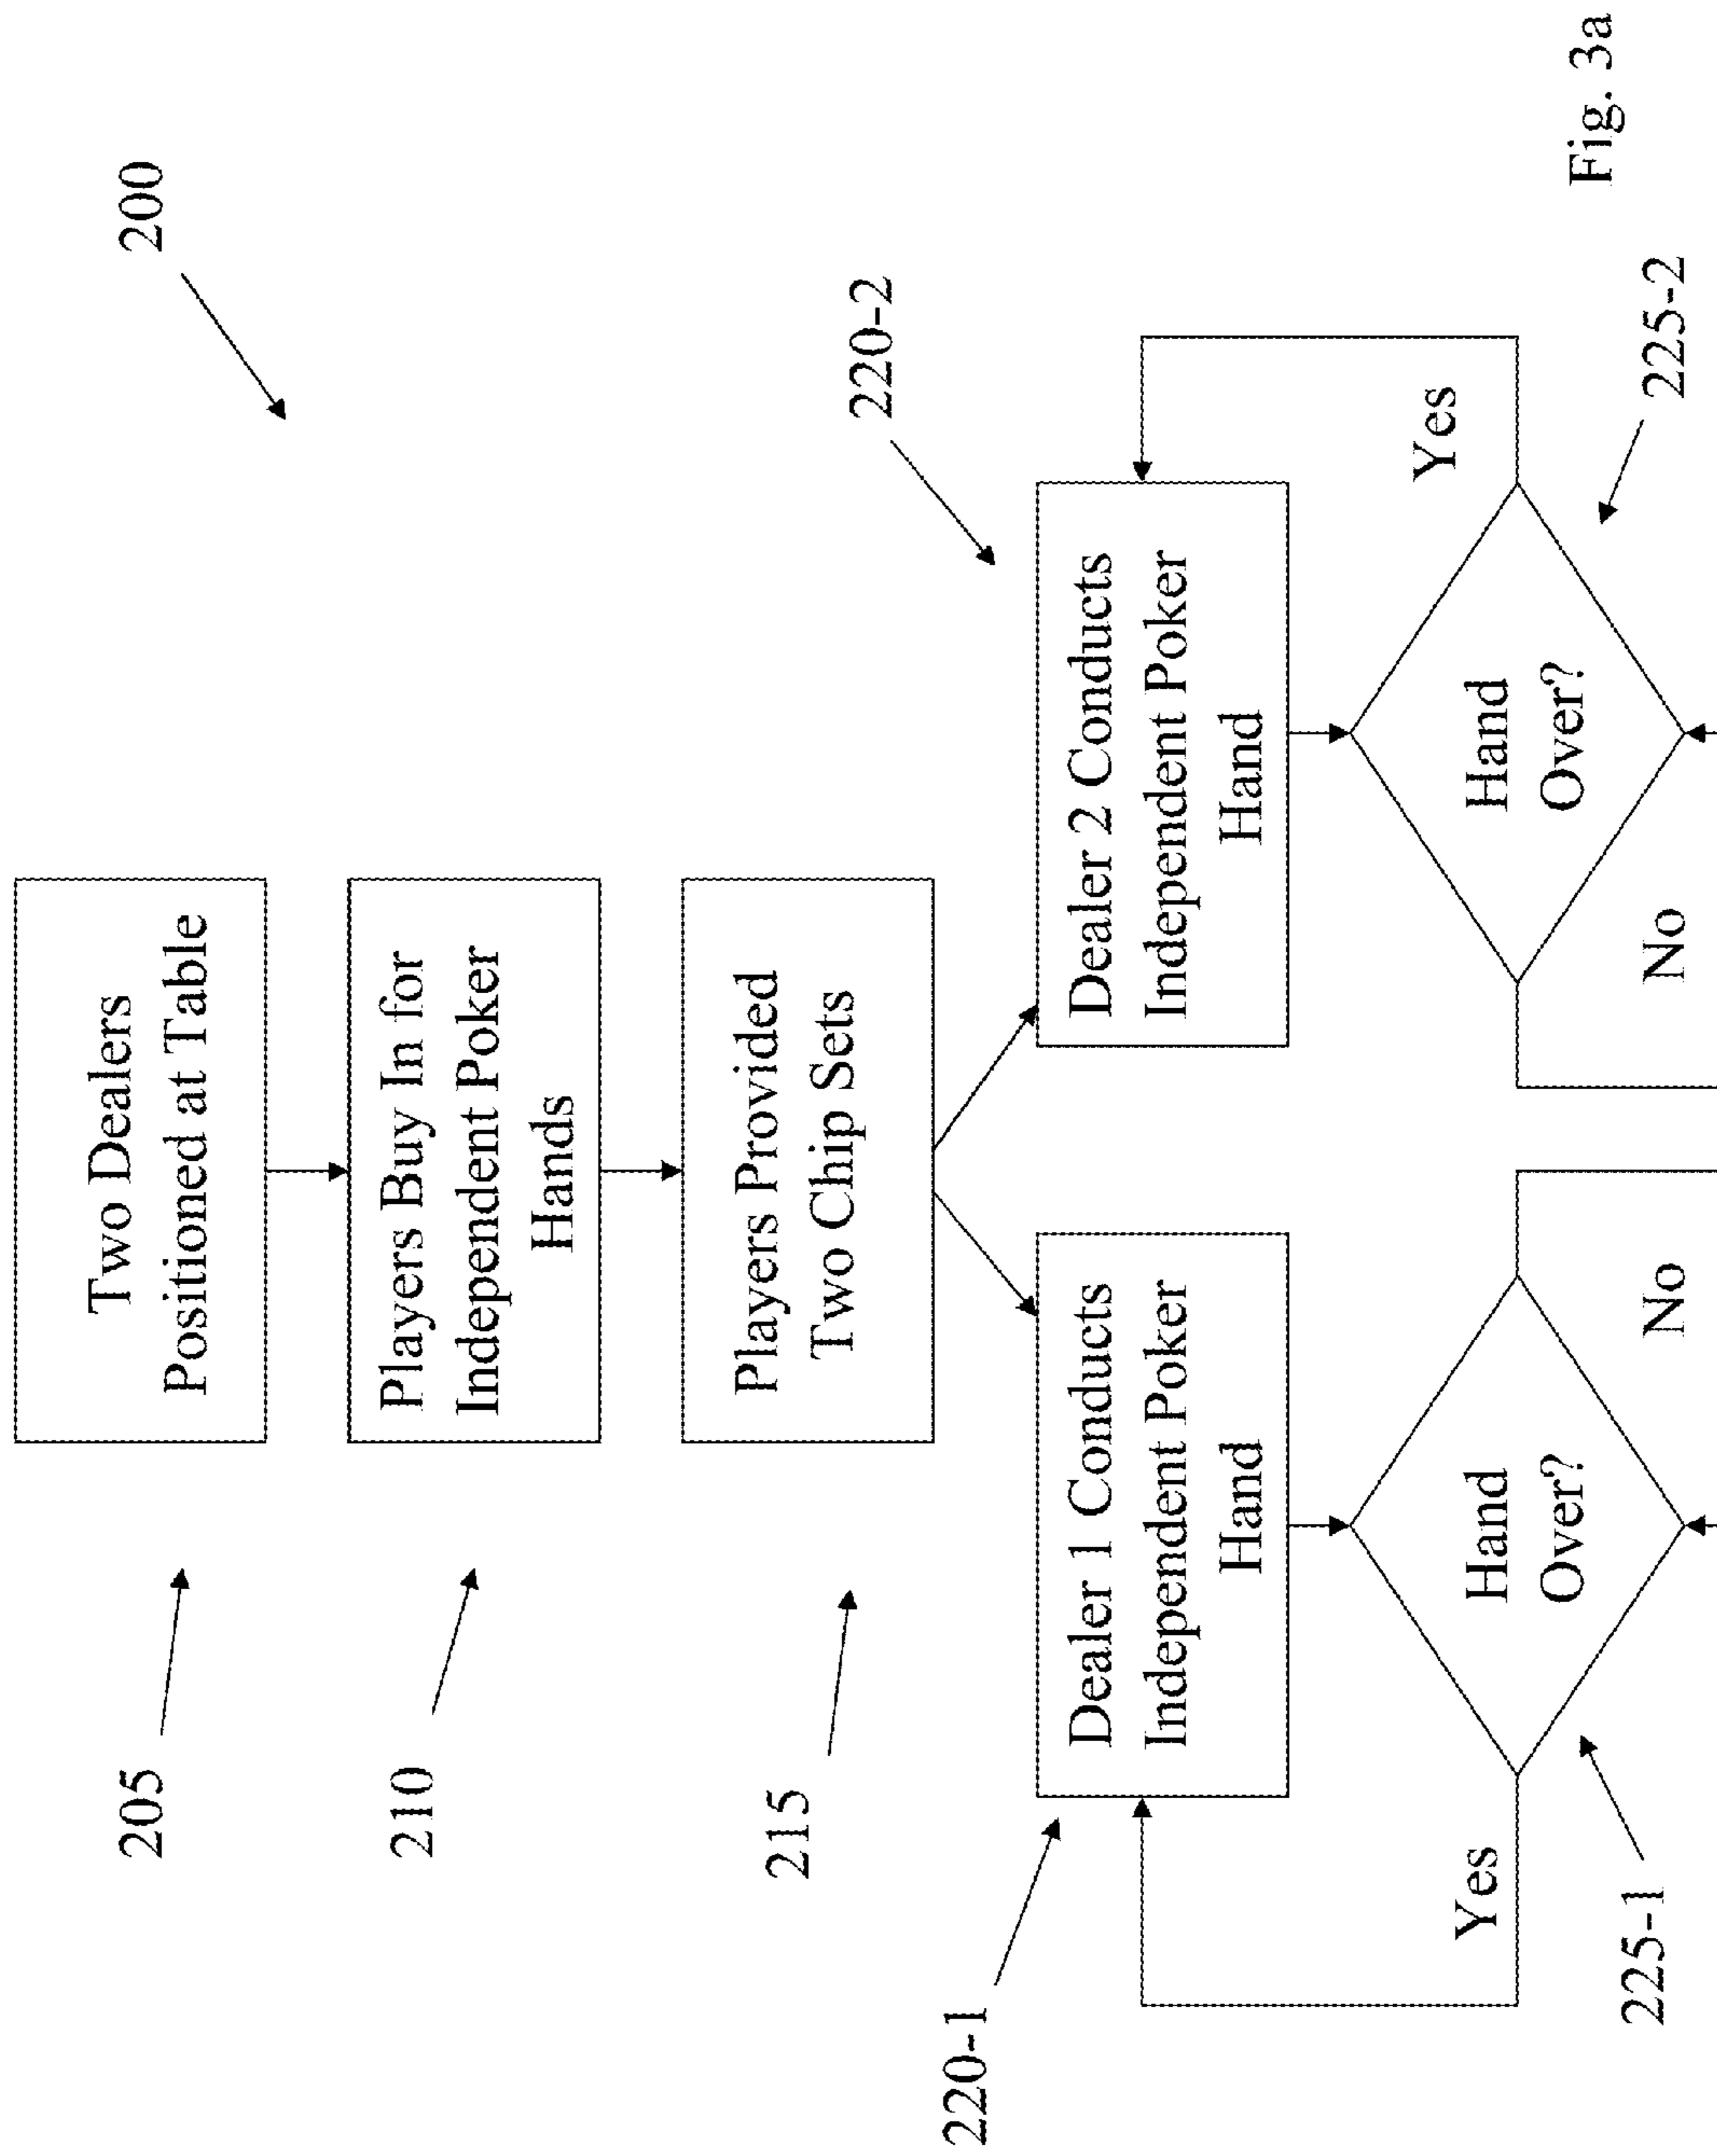 200
205
Two Dealers
Positioned at Table
210
Players Buy In for
Independent Poker
Hands
215
Players Provided
Two Chip Sets
220-1
Dealer 1 Conducts
Independent Poker
Hand
220-2
Dealer 2 Conducts
Independent Poker
Hand
Yes
Hand
Over?
No
225-1
Hand
Over?
Yes
No
225-2
Fig. 3a